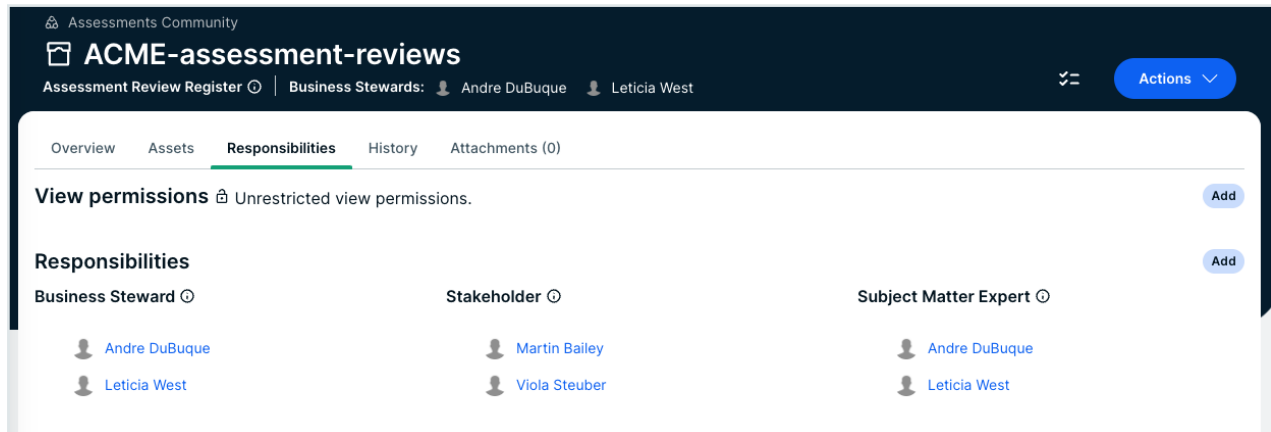 Assessments Community
ACME-assessment-reviews
Assessment Review Register Business Stewards: Andre DuBuque Leticia West
Actions
Overview Assets Responsibilities History Attachments (0)
View permissions Unrestricted view permissions. Add
Responsibilities Add
Business Steward Stakeholder Subject Matter Expert
Andre DuBuque Martin Bailey Andre DuBuque
Leticia West Viola Steuber Leticia West